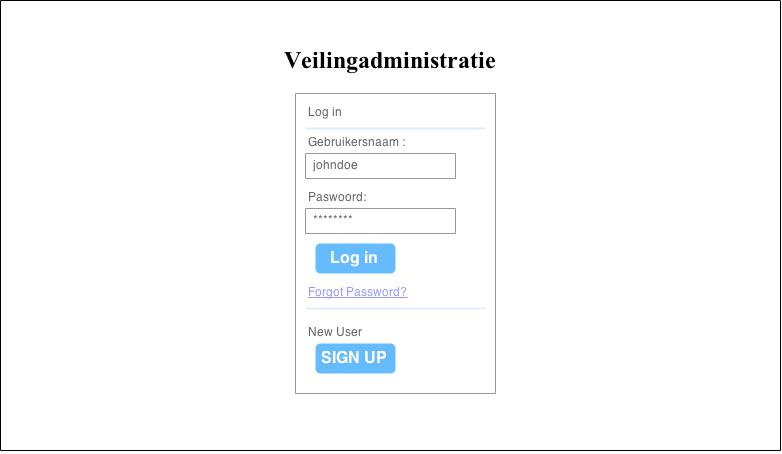 Veilingadministratie
Log in
Gebruikersnaam :
johndoe
Paswoord:
********
Log in
Forgot Password?
New User
SIGN UP